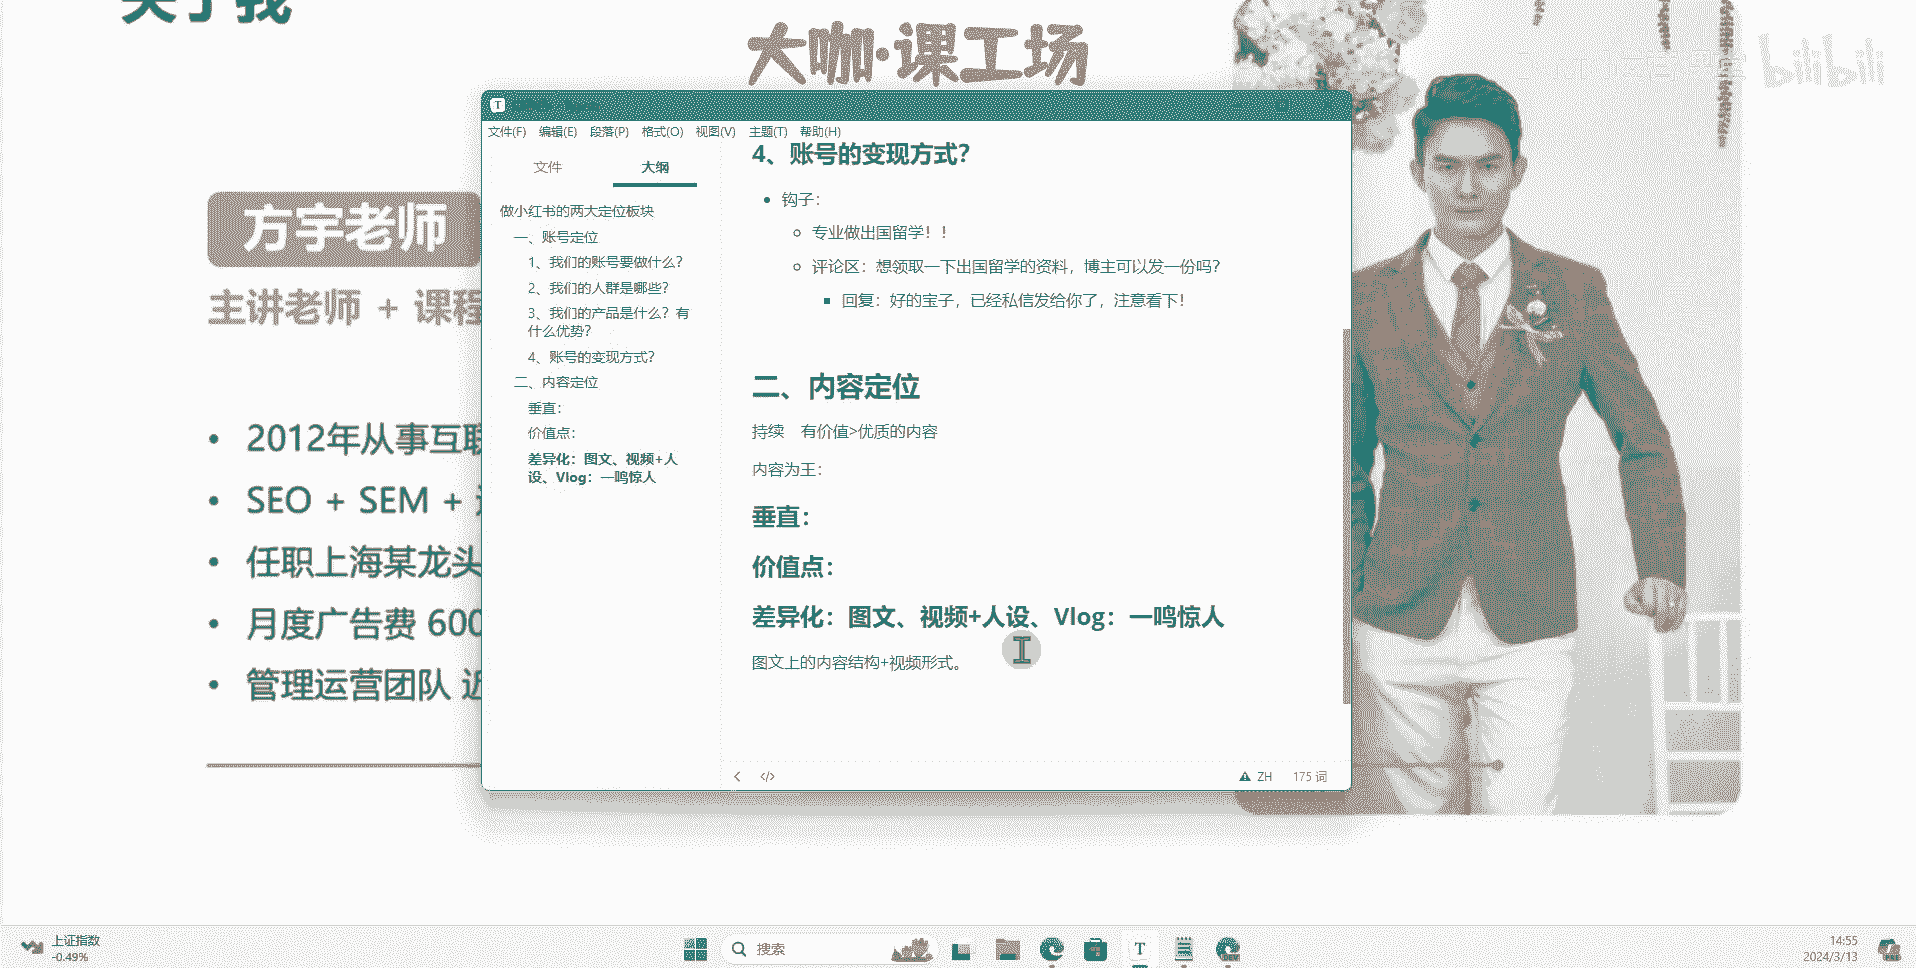 关于我
大咖·课工场
bilibili
方宇老师
主讲老师 + 课程
2012年从事互联
SEO + SEM +
任职上海某龙头
月度广告费 600
管理运营团队 近
T
文件(F) 编辑(E) 段落(P) 格式(O) 视图(V) 主题(T) 帮助(H)
文件 大纲
做小红书的两大定位板块
一、账号定位
1、我们的账号要做什么？
2、我们的人群是哪些？
3、我们的产品是什么？有
什么优势？
4、账号的变现方式？
二、内容定位
垂直：
价值点：
差异化：图文、视频+人
设、Vlog：一鸣惊人
4、账号的变现方式？
钩子：
专业做出国留学！！
评论区：想领取一下出国留学的资料，博主可以发一份吗？
回复：好的宝子，已经私信发给你了，注意看下！
二、内容定位
持续 有价值>优质的内容
内容为王：
垂直：
价值点：
差异化：图文、视频+人设、Vlog：一鸣惊人
图文上的内容结构+视频形式。
</> ZH 175 词
上证指数
-0.49%
搜索
T
DEV
14:55
2024/3/13